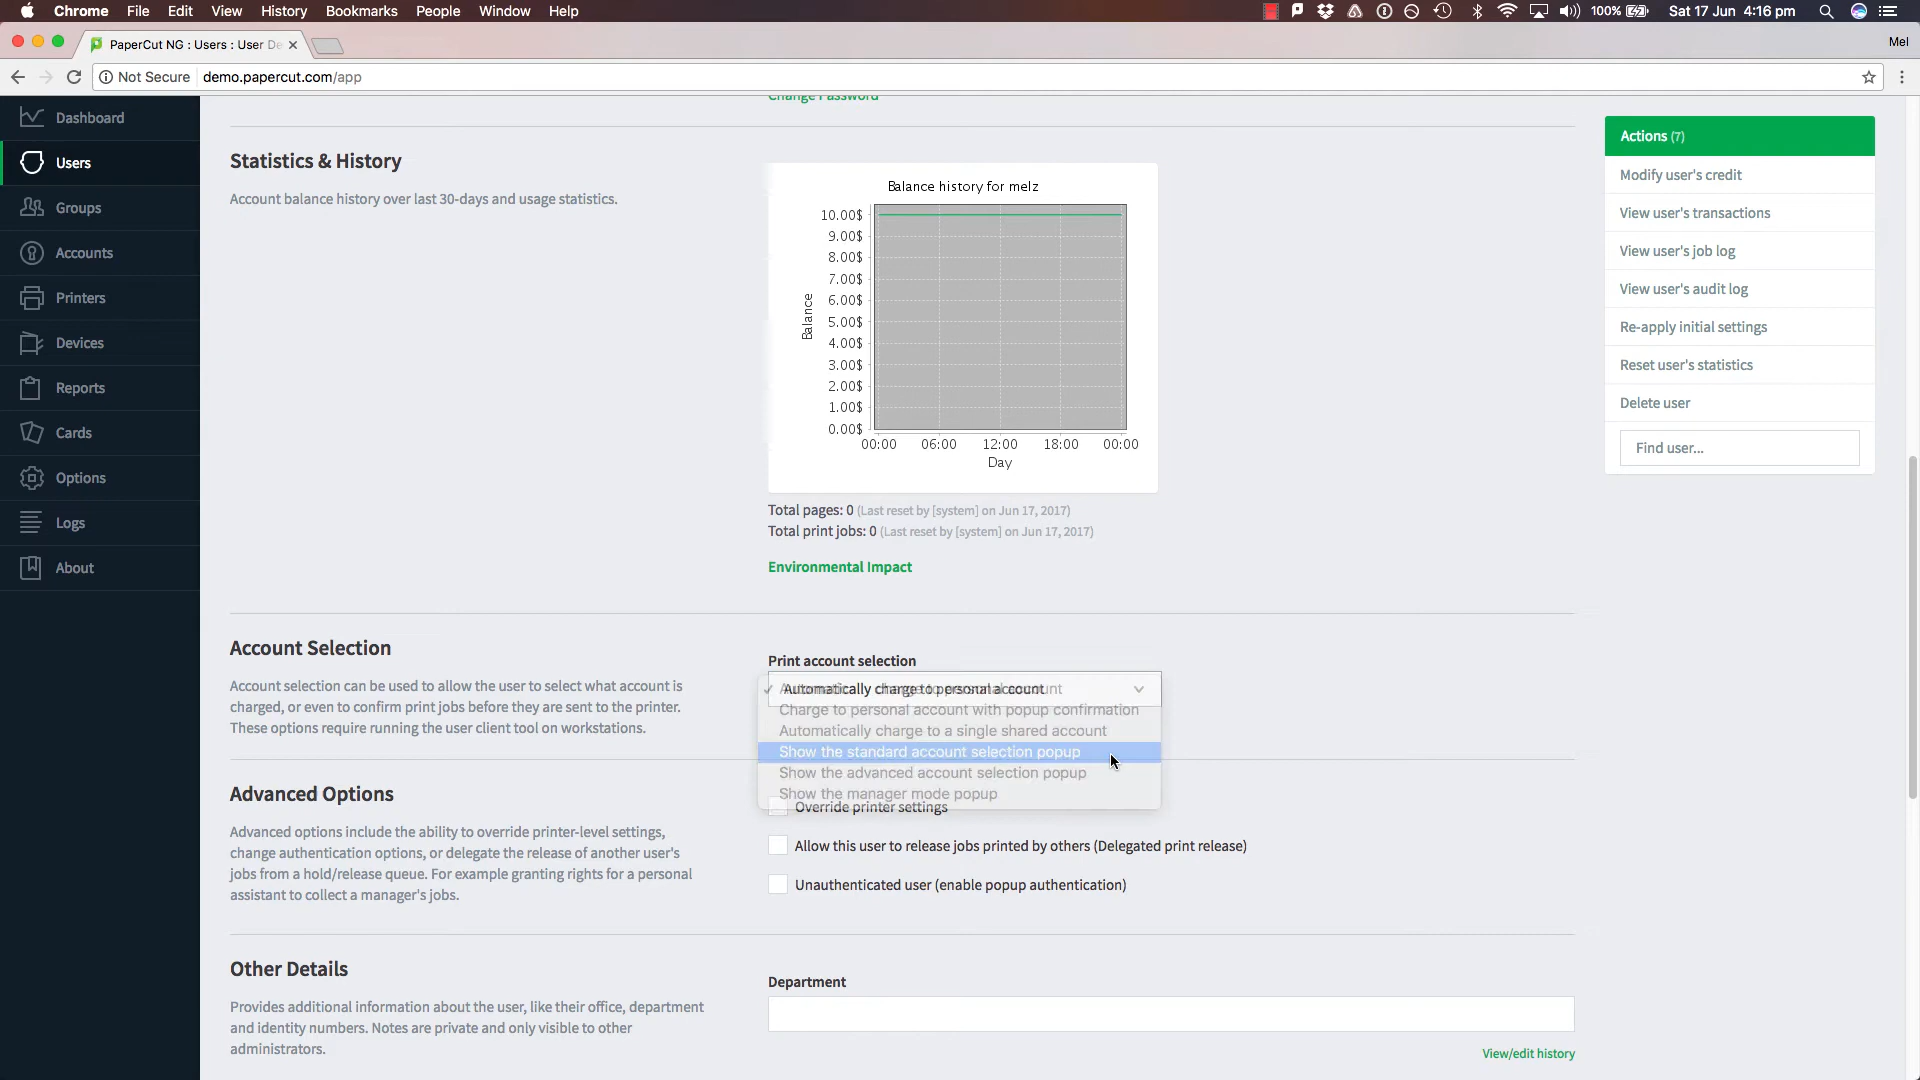 Chrome File Edit View History Bookmarks People Window Help 100% Sat 17 Jun 4:16 pm
PaperCut NG : Users : User De
Mel
Not Secure demo.papercut.com/app
Dashboard
Users
Groups
Accounts
Printers
Devices
Reports
Cards
Options
Logs
About
Change Password
Statistics & History
Account balance history over last 30-days and usage statistics.
Balance history for melz
10.00$
9.00$
8.00$
7.00$
6.00$
5.00$
4.00$
3.00$
2.00$
1.00$
0.00$
Balance
00:00 06:00 12:00 18:00 00:00
Day
Total pages: 0 (Last reset by [system] on Jun 17, 2017)
Total print jobs: 0 (Last reset by [system] on Jun 17, 2017)
Environmental Impact
Account Selection
Account selection can be used to allow the user to select what account is
charged, or even to confirm print jobs before they are sent to the printer.
These options require running the user client tool on workstations.
Print account selection
Automatically charge to personal account
Charge to personal account with popup confirmation
Automatically charge to a single shared account
Show the standard account selection popup
Show the advanced account selection popup
Show the manager mode popup
Advanced Options
Advanced options include the ability to override printer-level settings,
change authentication options, or delegate the release of another user's
jobs from a hold/release queue. For example granting rights for a personal
assistant to collect a manager's jobs.
Override printer settings
Allow this user to release jobs printed by others (Delegated print release)
Unauthenticated user (enable popup authentication)
Other Details
Provides additional information about the user, like their office, department
and identity numbers. Notes are private and only visible to other
administrators.
Department
View/edit history
Actions (7)
Modify user's credit
View user's transactions
View user's job log
View user's audit log
Re-apply initial settings
Reset user's statistics
Delete user
Find user...